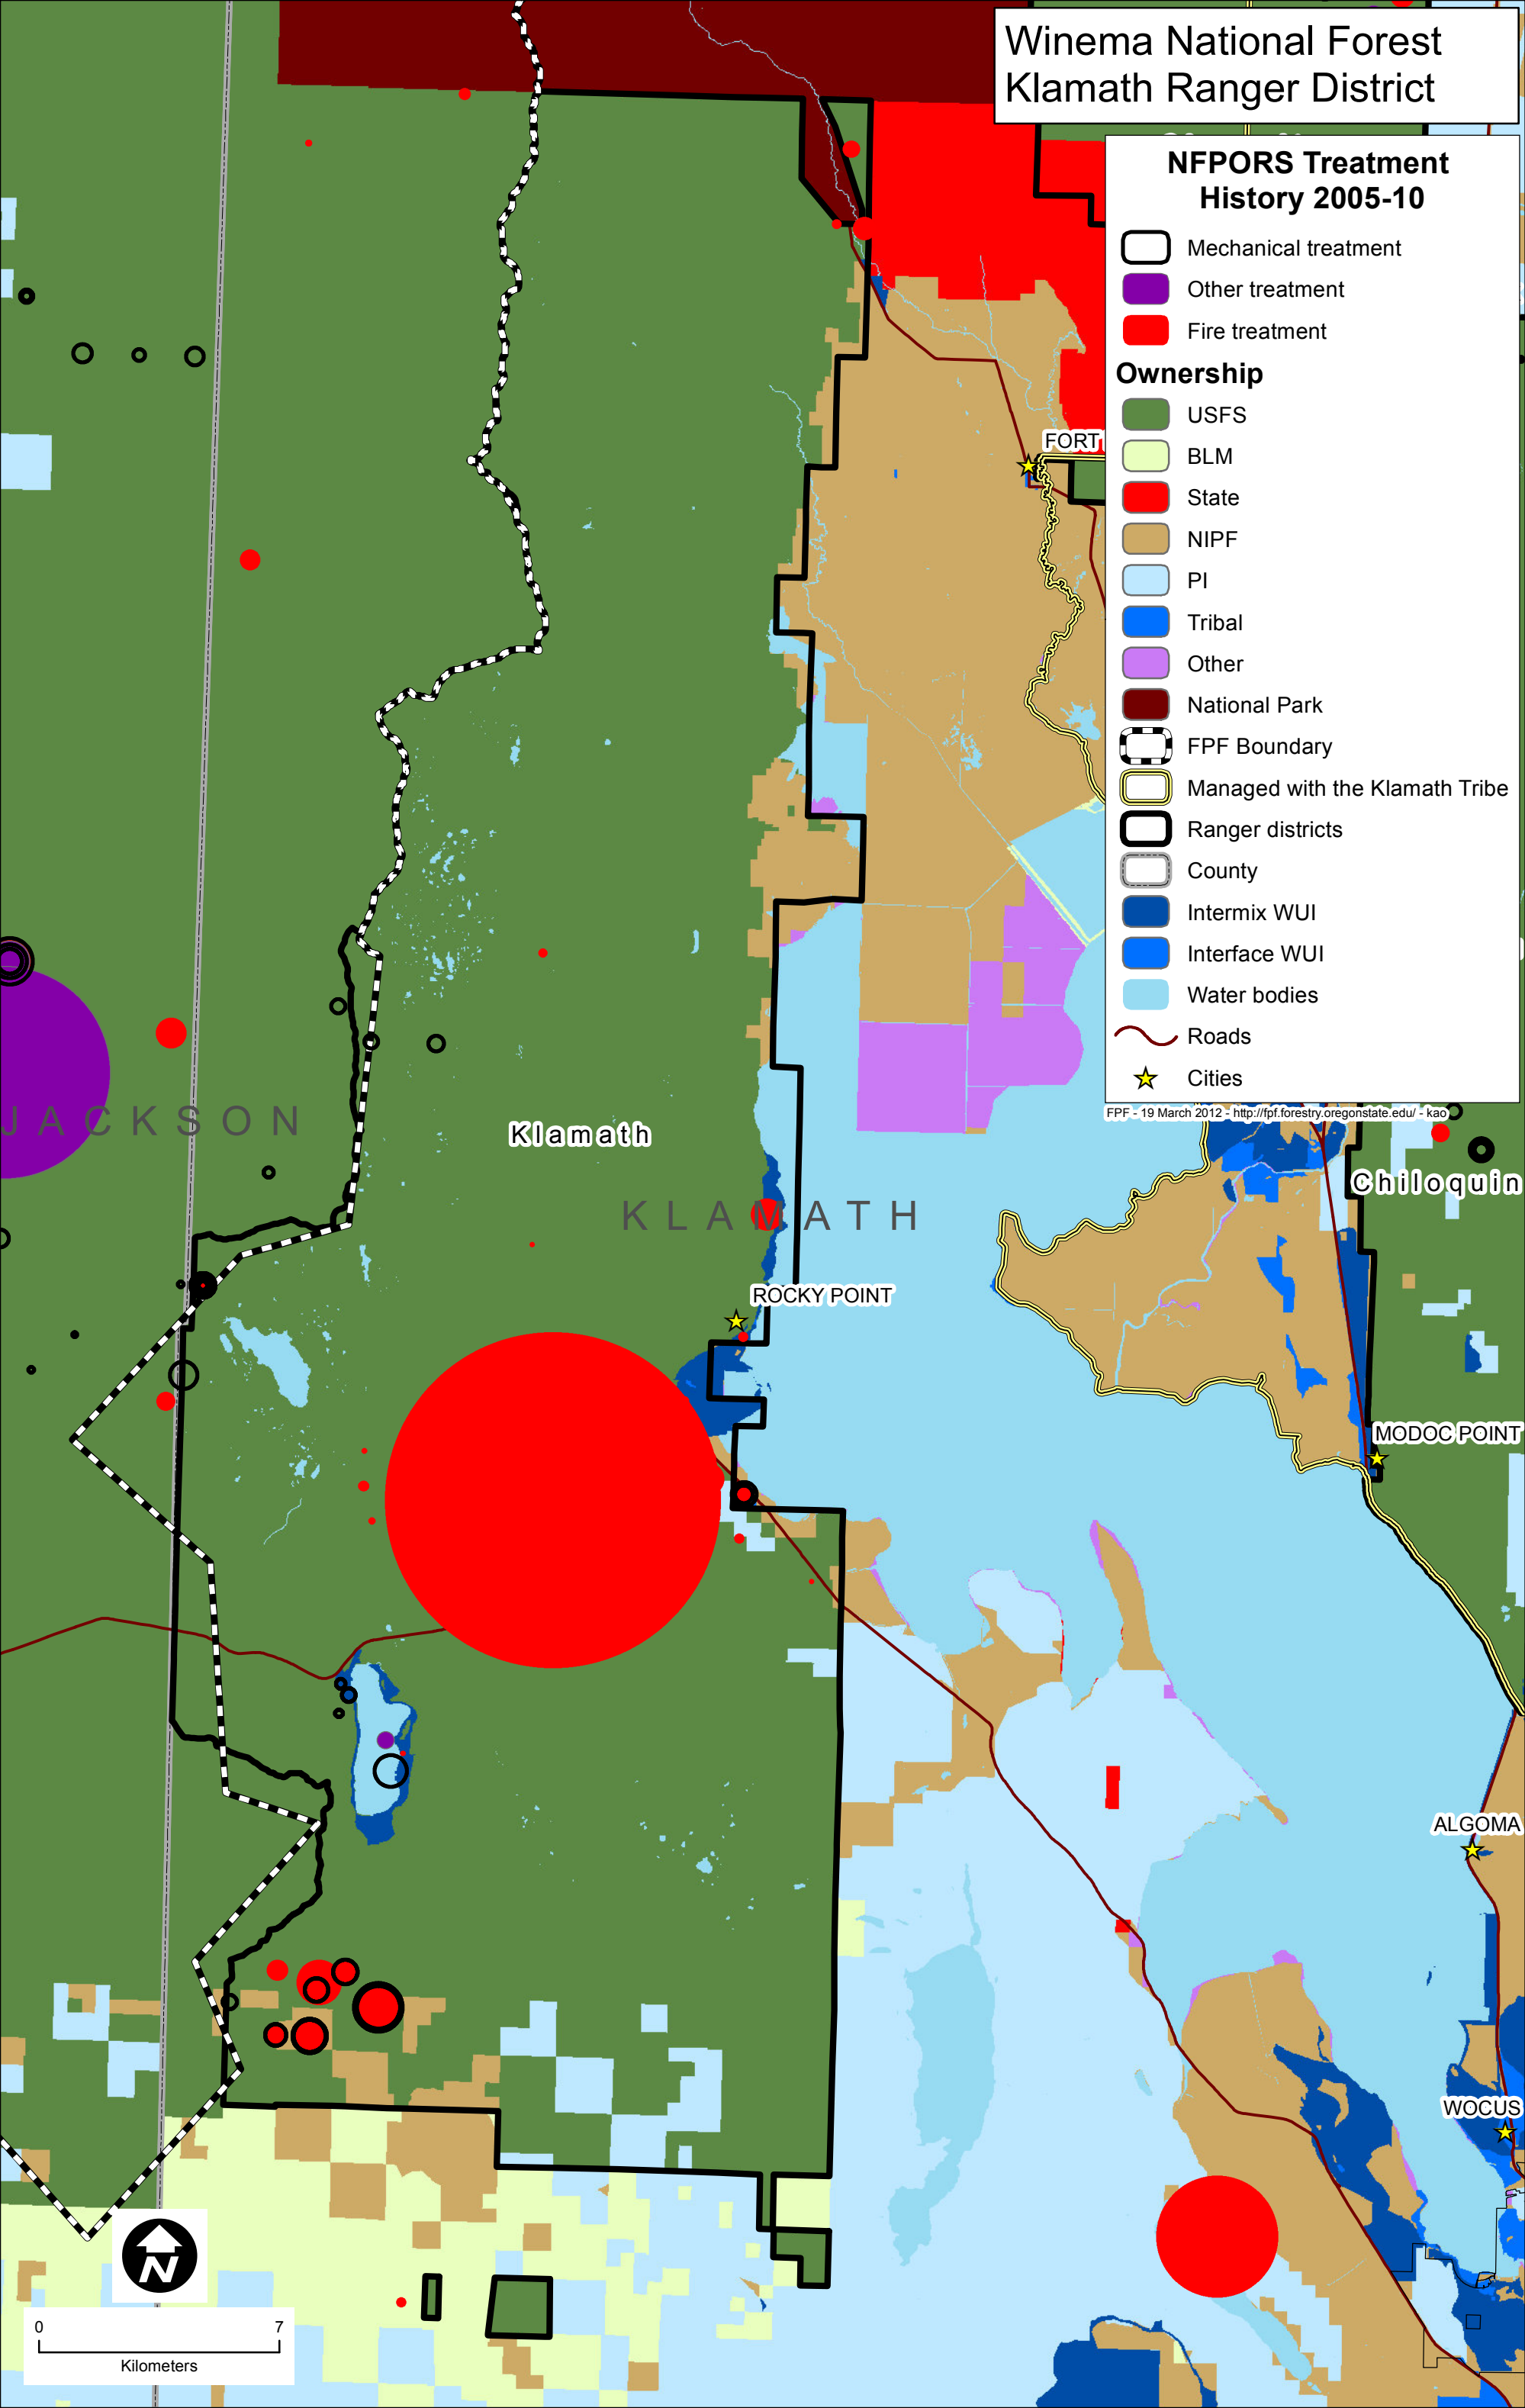 Winema National Forest
Klamath Ranger District
NFPORS Treatment
History 2005-10
Mechanical treatment
Other treatment
Fire treatment
Ownership
USFS
BLM
State
NIPF
PI
Tribal
Other
National Park
FPF Boundary
Managed with the Klamath Tribe
Ranger districts
County
Intermix WUI
Interface WUI
Water bodies
Roads
Cities
FPF - 19 March 2012 - http://fpf.forestry.oregonstate.edu/ - kao
FORT
JACKSON
Klamath
Chiloquin
KLAMATH
ROCKY POINT
MODOC POINT
ALGOMA
WOCUS
N
0 7
Kilometers